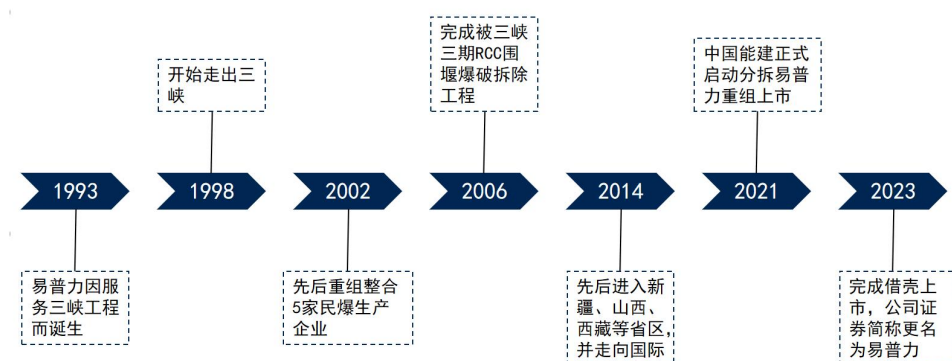 1993
易普力因服
务三峡工程
而诞生
1998
开始走出三
峡
2002
先后重组整合
5家民爆生产
企业
2006
完成被三峡
三期RCC围
堰爆破拆除
工程
2014
先后进入新
疆、山西、
西藏等省区，
并走向国际
2021
中国能建正式
启动分拆易普
力重组上市
2023
完成借壳上
市，公司证
券简称更名
为易普力